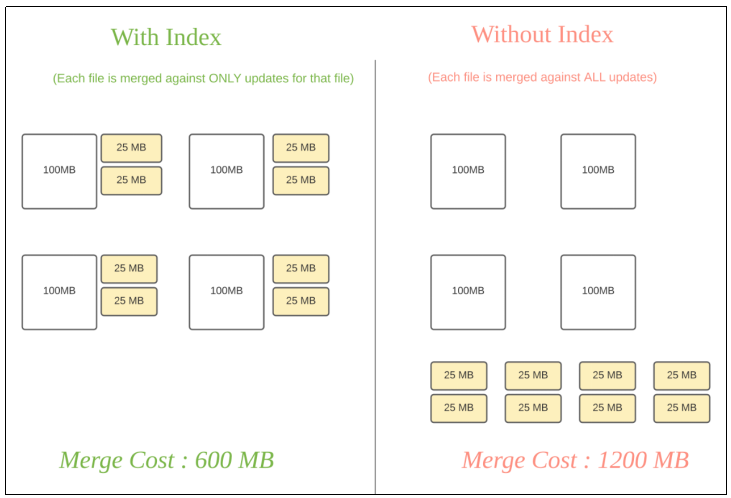 With Index
(Each file is merged against ONLY updates for that file)
100MB
25 MB
25 MB
100MB
25 MB
25 MB
100MB
25 MB
25 MB
100MB
25 MB
25 MB
Merge Cost : 600 MB
Without Index
(Each file is merged against ALL updates)
100MB
100MB
100MB
100MB
25 MB
25 MB
25 MB
25 MB
25 MB
25 MB
25 MB
25 MB
Merge Cost : 1200 MB